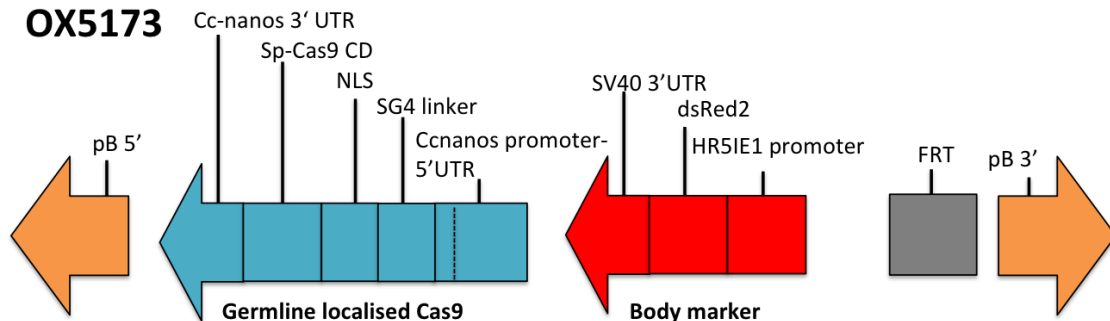 OX5173
Cc-nanos 3‘ UTR
Sp-Cas9 CD
NLS
SG4 linker
Ccnanos promoter-
5’UTR
pB 5’
SV40 3’UTR
dsRed2
HR5IE1 promoter
FRT
pB 3’
Germline localised Cas9
Body marker